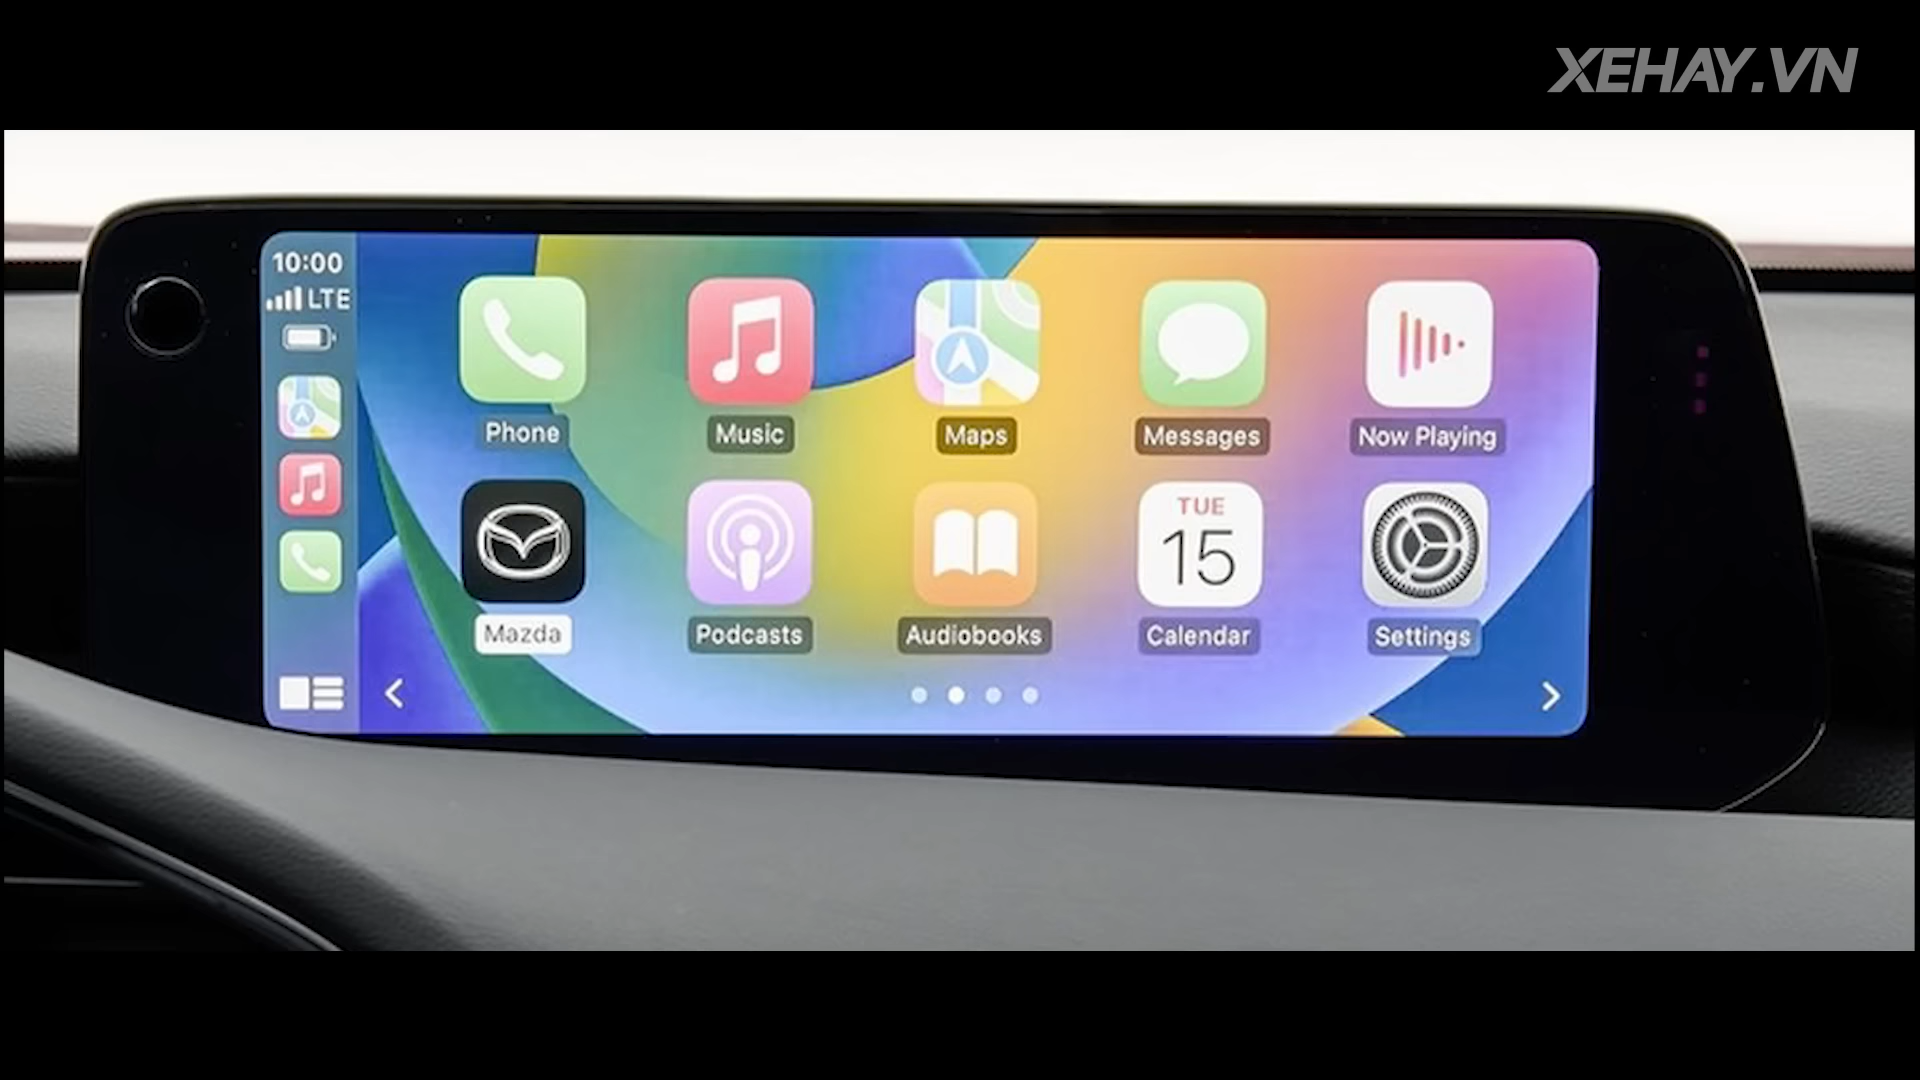 XEHAY.VN
10:00
LTE
Phone
Music
Maps
Messages
Now Playing
Mazda
Podcasts
Audiobooks
TUE
15
Calendar
Settings